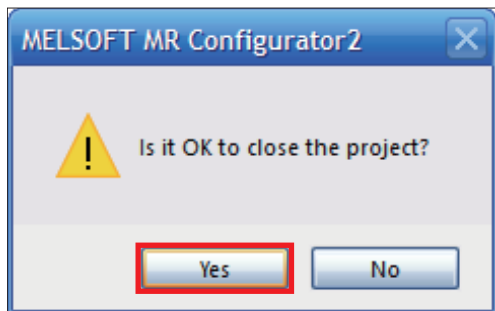 MELSOFT MR Configurator2
Is it OK to close the project?
Yes
No